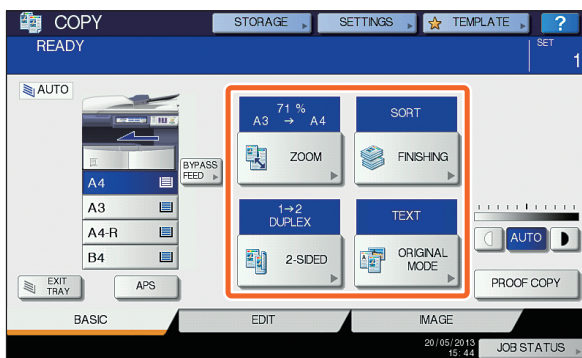 COPY
STORAGE
SETTINGS
TEMPLATE
?
READY
SET
1
AUTO
A4
A3
A4-R
B4
BYPASS
FEED
EXIT
TRAY
APS
71 %
A3 → A4
ZOOM
SORT
FINISHING
1→2
DUPLEX
2-SIDED
TEXT
ORIGINAL
MODE
AUTO
PROOF COPY
BASIC
EDIT
IMAGE
20/05/2013
15:44
JOB STATUS